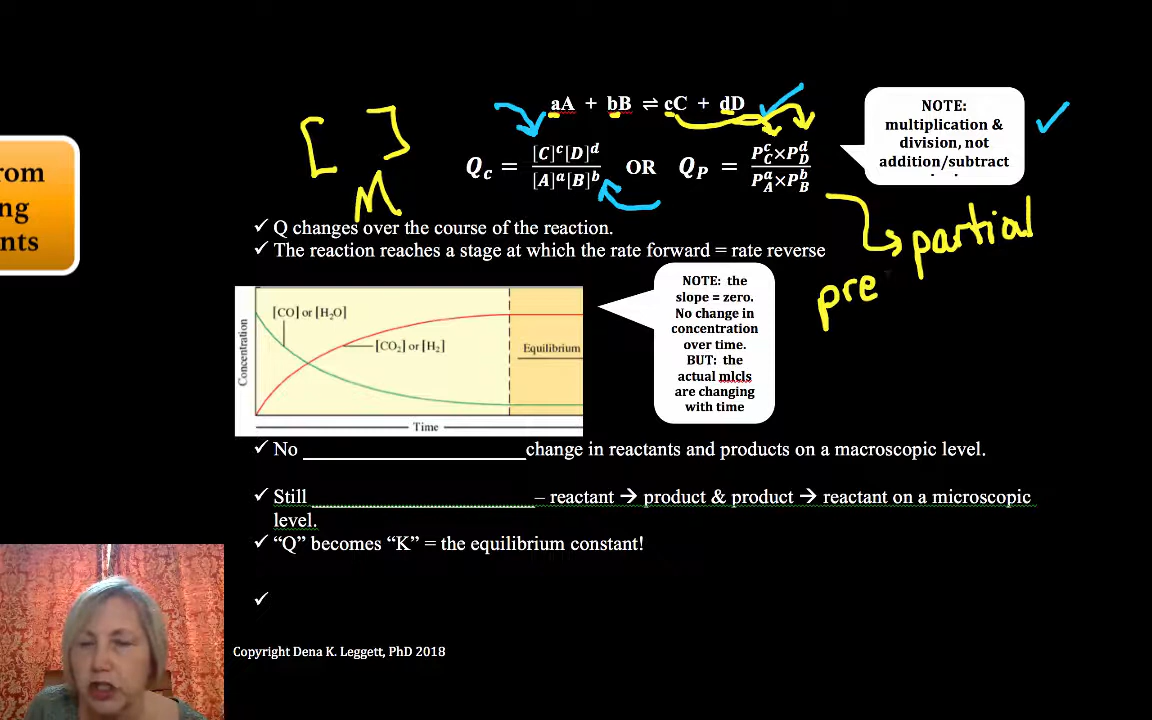 rom
ng
nts
aA + bB ⇌ cC + dD
[ ]
M
Qc = [C]^c[D]^d / [A]^a[B]^b OR QP = P_C^c×P_D^d / P_A^a×P_B^b
NOTE:
multiplication &
division, not
addition/subtract
partial
pre
✓ Q changes over the course of the reaction.
✓ The reaction reaches a stage at which the rate forward = rate reverse
Concentration
[CO] or [H₂O]
[CO₂] or [H₂]
Equilibrium
Time
NOTE: the
slope = zero.
No change in
concentration
over time.
BUT: the
actual mlcls
are changing
with time
✓ No ______________________change in reactants and products on a macroscopic level.
✓ Still______________________ – reactant → product & product → reactant on a microscopic
level.
✓ “Q” becomes “K” = the equilibrium constant!
✓
Copyright Dena K. Leggett, PhD 2018